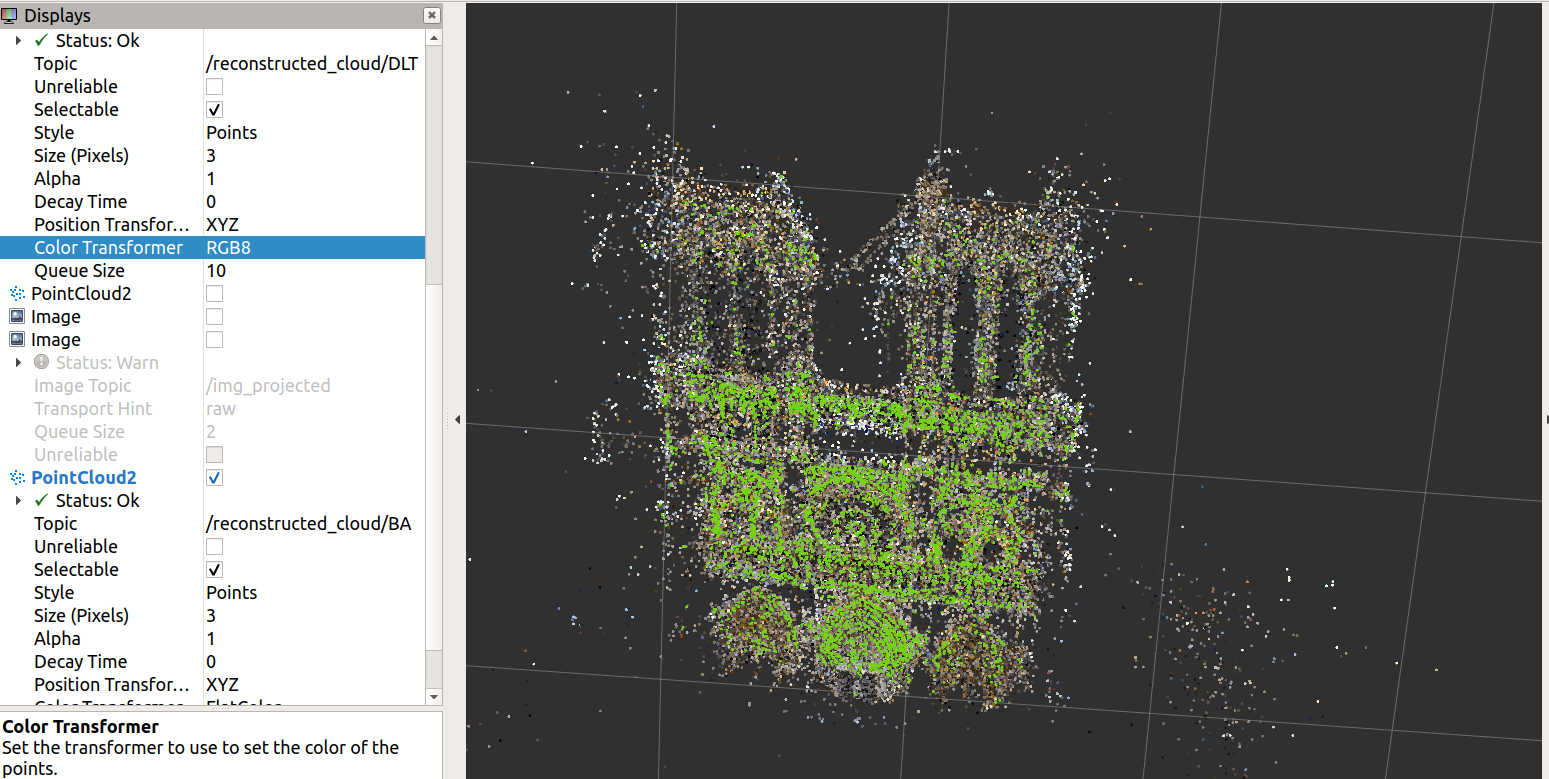 Displays
Status: Ok
Topic /reconstructed_cloud/DLT
Unreliable
Selectable
Style Points
Size (Pixels) 3
Alpha 1
Decay Time 0
Position Transfor... XYZ
Color Transformer RGB8
Queue Size 10
PointCloud2
Image
Image
Status: Warn
Image Topic /img_projected
Transport Hint raw
Queue Size 2
Unreliable
PointCloud2
Status: Ok
Topic /reconstructed_cloud/BA
Unreliable
Selectable
Style Points
Size (Pixels) 3
Alpha 1
Decay Time 0
Position Transfor... XYZ
Color Transformer
Set the transformer to use to set the color of the
points.